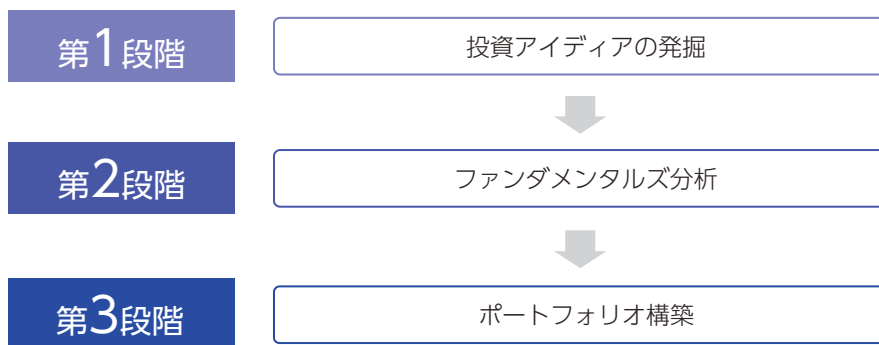 第1段階
投資アイディアの発掘
第2段階
ファンダメンタルズ分析
第3段階
ポートフォリオ構築